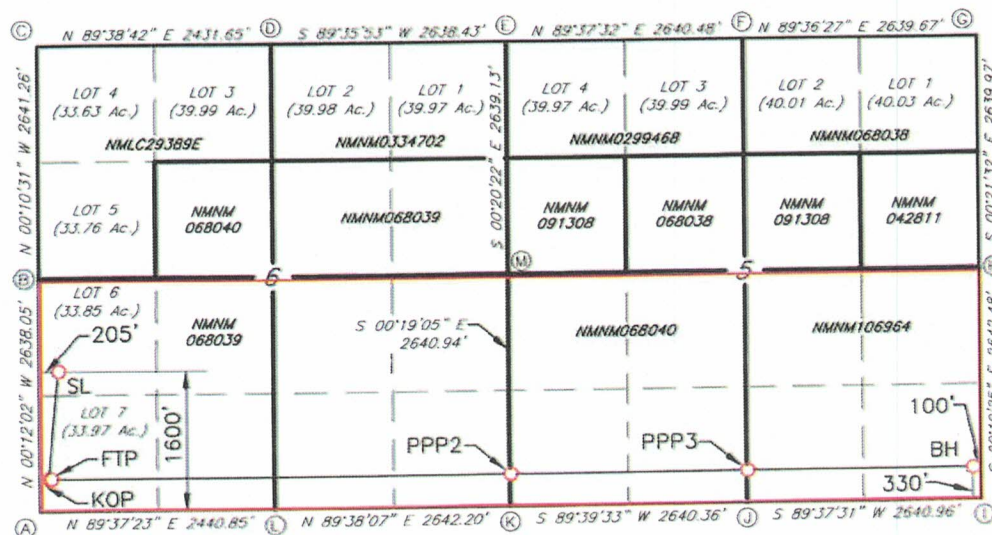 C N 89°38'42" E 2431.65' D S 89°35'53" W 2638.43' E N 89°37'32" E 2640.48' F N 89°36'27" E 2639.67' G
N 00°10'31" W 2641.26'
LOT 4
(33.63 Ac.)
LOT 3
(39.99 Ac.)
LOT 2
(39.98 Ac.)
LOT 1
(39.97 Ac.)
LOT 4
(39.97 Ac.)
LOT 3
(39.99 Ac.)
LOT 2
(40.01 Ac.)
LOT 1
(40.03 Ac.)
NMLC29389E
NMNM0334702
NMNM0299468
NMNM068038
S 00°20'22" E 2639.13'
S 00°21'32" E 2639.97'
LOT 5
(33.76 Ac.)
NMNM
068040
NMNM068039
NMNM
091308
NMNM
068038
NMNM
091308
NMNM
042811
B 6 M 5
N 00°12'02" W 2638.05'
LOT 6
(33.85 Ac.)
205'
SL
NMNM
068039
S 00°19'05" E
2640.94'
NMNM068040
NMNM106964
E 2642.48'
LOT 7
(33.97 Ac.)
1600'
FTP
KOP
PPP2
PPP3
100'
BH
330'
A N 89°37'23" E 2440.85' L N 89°38'07" E 2642.20' K S 89°39'33" W 2640.36' J S 89°37'31" W 2640.96' I